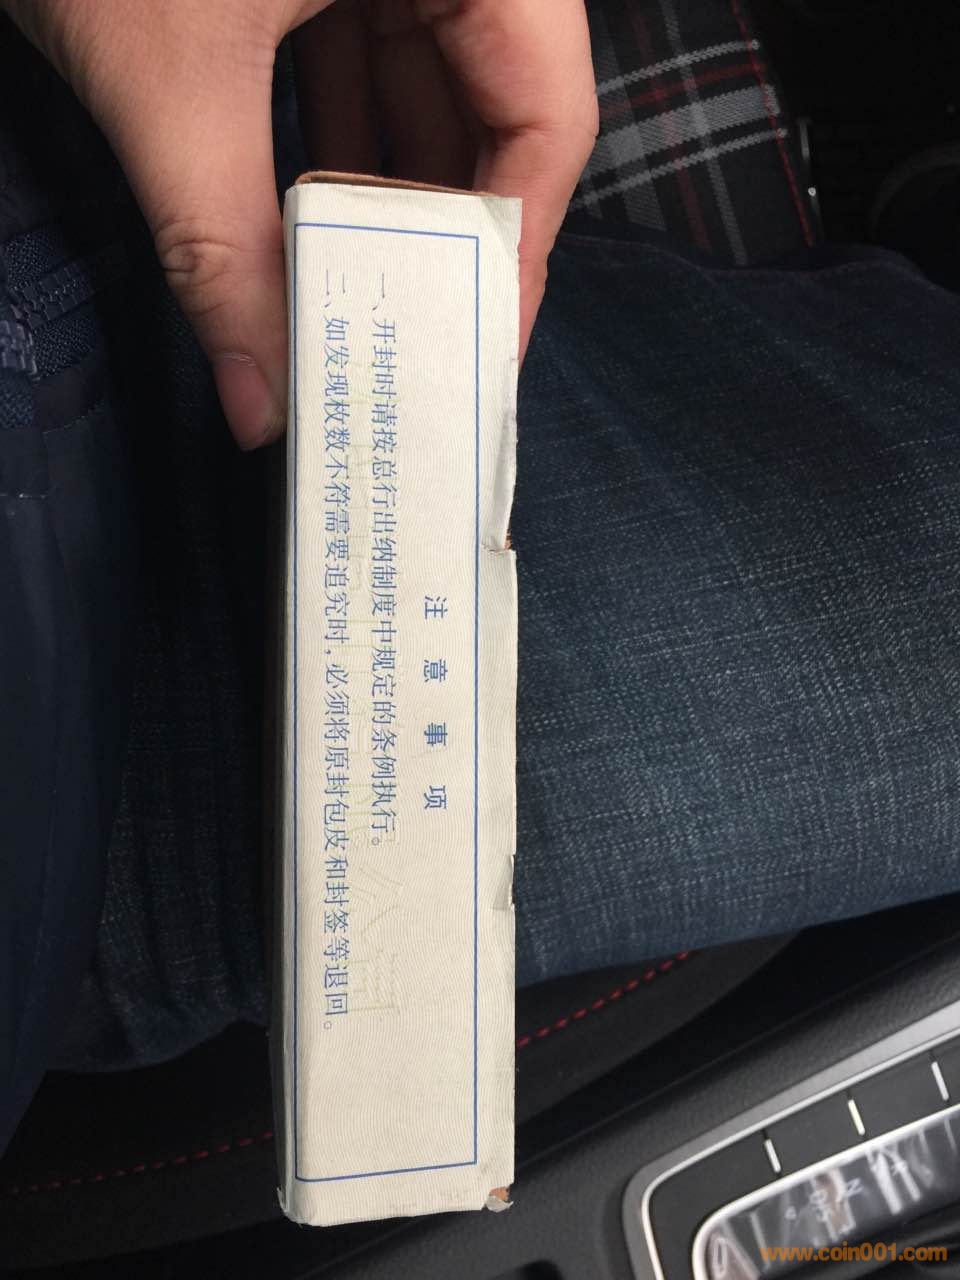 注意事项
一、开封时请按总行出纳制度中规定的条例执行。
二、如发现枚数不符需要追究时，必须将原封包皮和封签等退回。
www.coin001.com